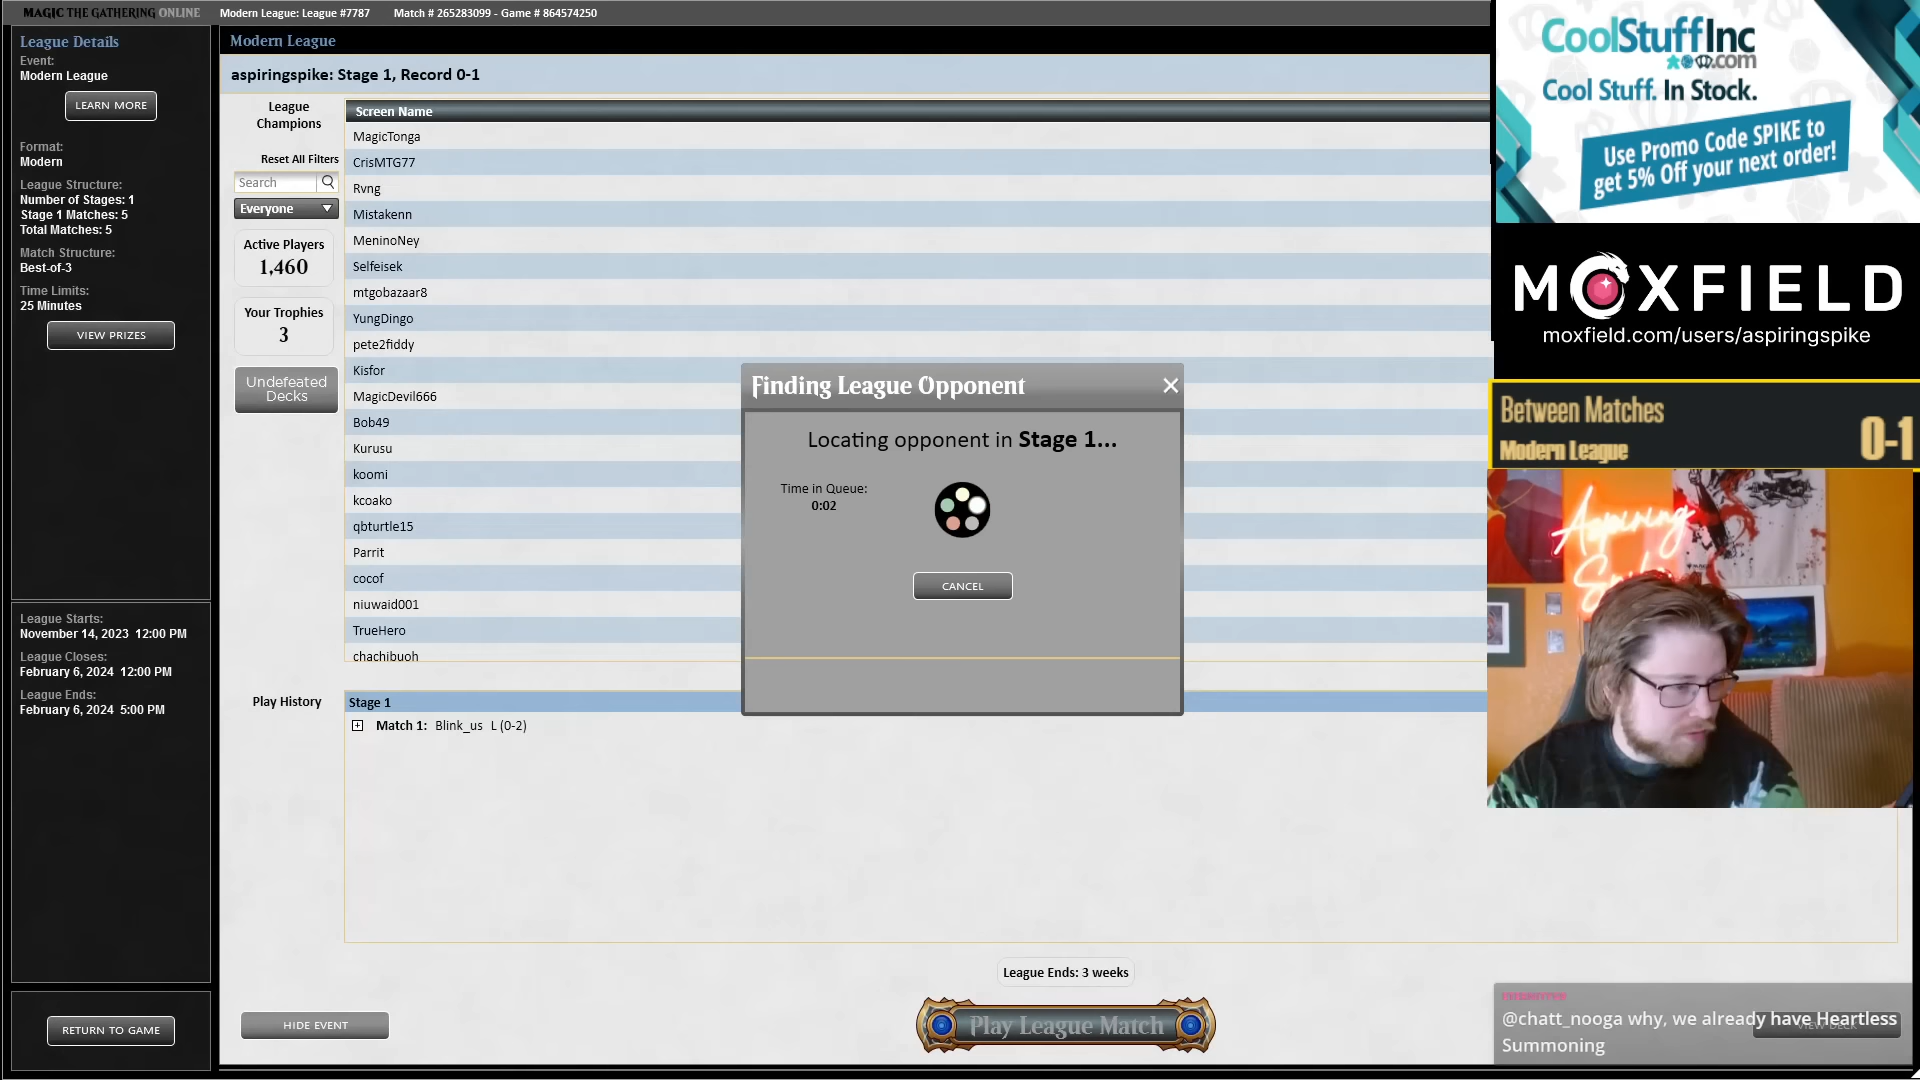 MAGIC THE GATHERING ONLINE
Modern League: League #7787
Match # 265283099 - Game # 864574250
League Details
Event:
Modern League
LEARN MORE
Format:
Modern
League Structure:
Number of Stages: 1
Stage 1 Matches: 5
Total Matches: 5
Match Structure:
Best-of-3
Time Limits:
25 Minutes
VIEW PRIZES
League Starts:
November 14, 2023 12:00 PM
League Closes:
February 6, 2024 12:00 PM
League Ends:
February 6, 2024 5:00 PM
RETURN TO GAME
Modern League
aspiringspike: Stage 1, Record 0-1
League
Champions
Reset All Filters
Search
Everyone
Active Players
1,460
Your Trophies
3
Undefeated
Decks
Screen Name
MagicTonga
CrisMTG77
Rvng
Mistakenn
MeninoNey
Selfeisek
mtgobazaar8
YungDingo
pete2fiddy
Kisfor
MagicDevil666
Bob49
Kurusu
koomi
kcoako
qbturtle15
Parrit
cocof
niuwaid001
TrueHero
chachibuoh
Finding League Opponent
Locating opponent in Stage 1...
Time in Queue:
0:02
CANCEL
Play History
Stage 1
Match 1: Blink_us L (0-2)
League Ends: 3 weeks
HIDE EVENT
Play League Match
CoolStuffInc
.com
Cool Stuff. In Stock.
Use Promo Code SPIKE to
get 5% Off your next order!
MOXFIELD
moxfield.com/users/aspiringspike
Between Matches
Modern League
0-1
Aspiring
Spike
@chatt_nooga why, we already have Heartless
Summoning
VIEW DECK